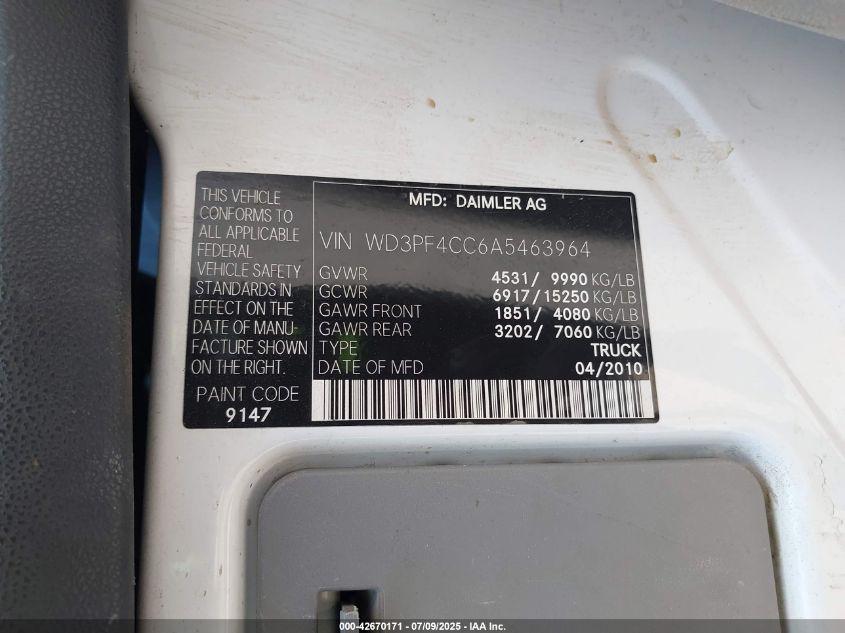 THIS VEHICLE
CONFORMS TO
ALL APPLICABLE
FEDERAL
VEHICLE SAFETY
STANDARDS IN
EFFECT ON THE
DATE OF MANU-
FACTURE SHOWN
ON THE RIGHT.
PAINT CODE
9147
MFD: DAIMLER AG
VIN WD3PF4CC6A5463964
GVWR 4531/ 9990 KG/LB
GCWR 6917/15250 KG/LB
GAWR FRONT 1851/ 4080 KG/LB
GAWR REAR 3202/ 7060 KG/LB
TYPE TRUCK
DATE OF MFD 04/2010
000-42670171 | 07/09/2025 - IAA Inc.